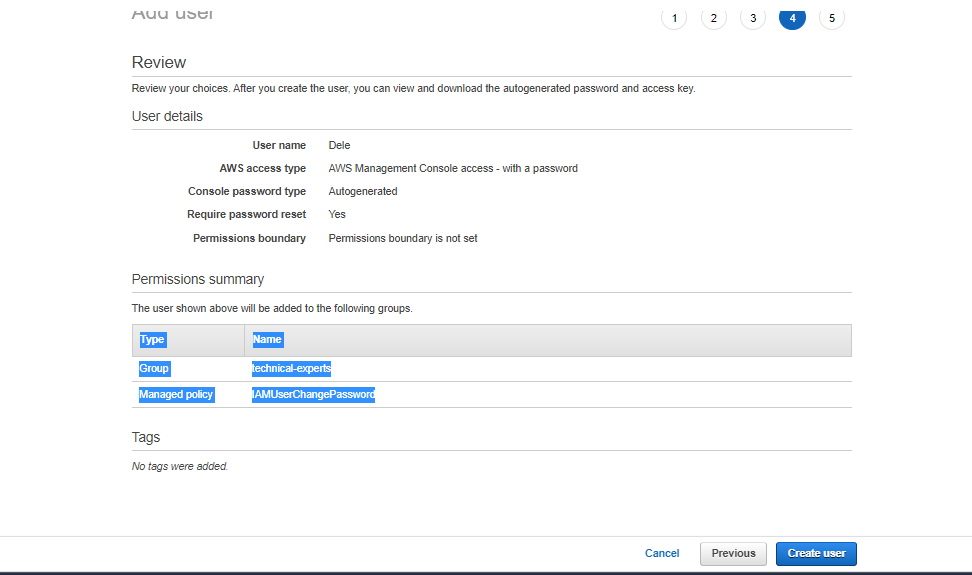 Add user
1 2 3 4 5
Review
Review your choices. After you create the user, you can view and download the autogenerated password and access key.
User details
User name Dele
AWS access type AWS Management Console access - with a password
Console password type Autogenerated
Require password reset Yes
Permissions boundary Permissions boundary is not set
Permissions summary
The user shown above will be added to the following groups.
Type Name
Group technical-experts
Managed policy IAMUserChangePassword
Tags
No tags were added.
Cancel Previous Create user